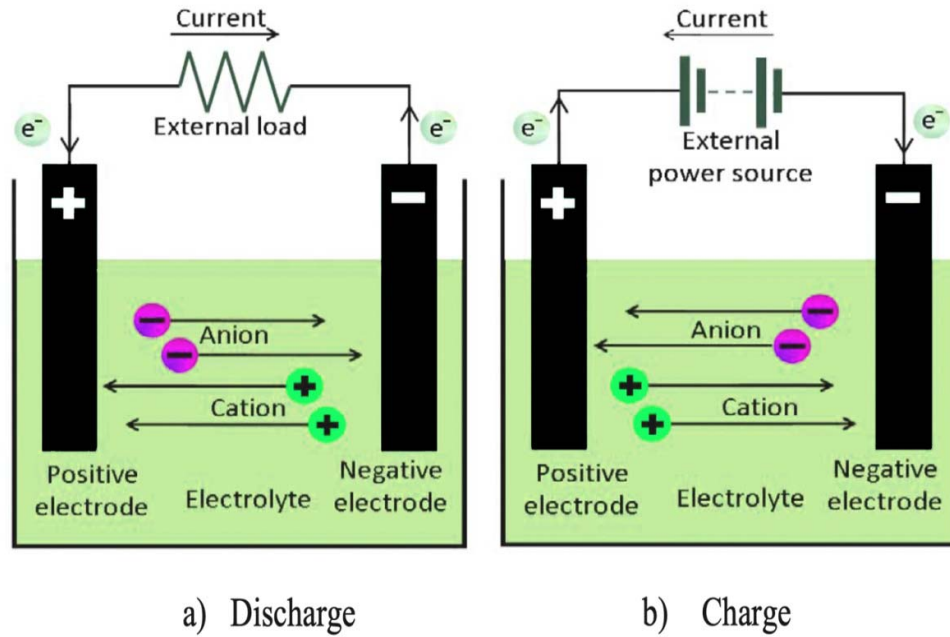 Current
e⁻
External load
e⁻
+
−
Anion
Cation
Positive
electrode
Electrolyte
Negative
electrode
a) Discharge
Current
e⁻
External
power source
e⁻
+
−
Anion
Cation
Positive
electrode
Electrolyte
Negative
electrode
b) Charge